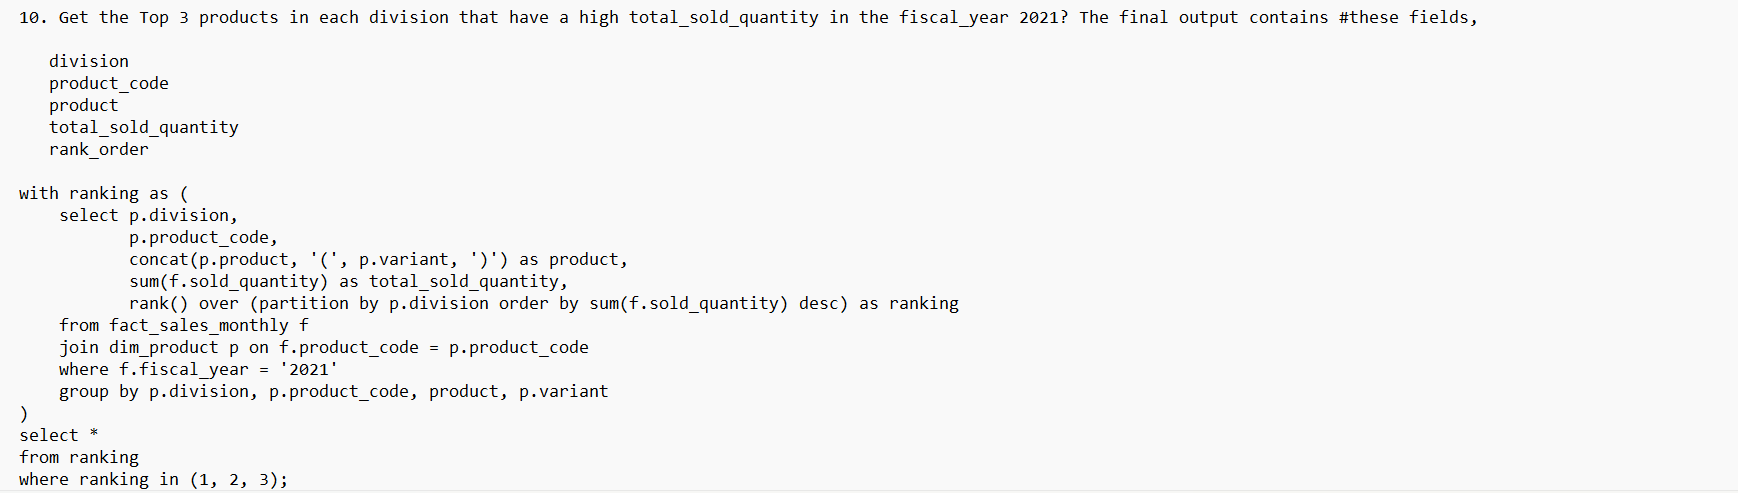 10. Get the Top 3 products in each division that have a high total_sold_quantity in the fiscal_year 2021? The final output contains #these fields,
division
product_code
product
total_sold_quantity
rank_order
with ranking as (
select p.division,
p.product_code,
concat(p.product, '(', p.variant, ')') as product,
sum(f.sold_quantity) as total_sold_quantity,
rank() over (partition by p.division order by sum(f.sold_quantity) desc) as ranking
from fact_sales_monthly f
join dim_product p on f.product_code = p.product_code
where f.fiscal_year = '2021'
group by p.division, p.product_code, product, p.variant
)
select *
from ranking
where ranking in (1, 2, 3);